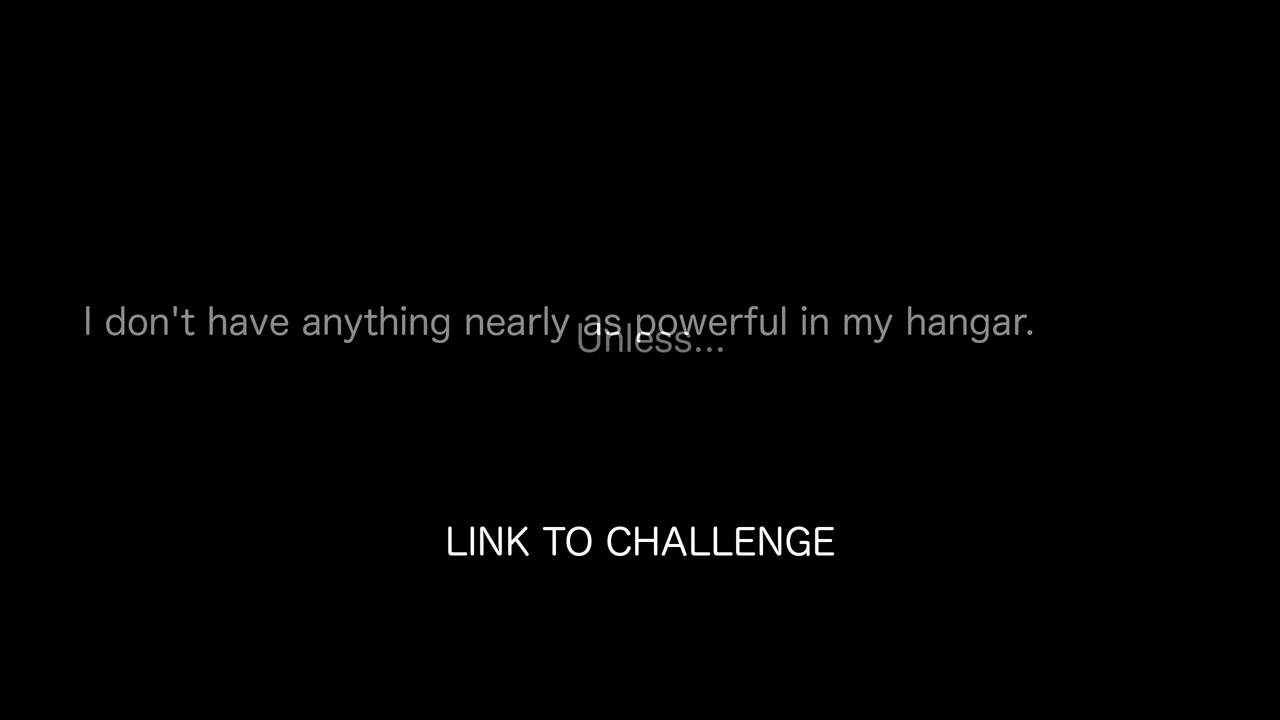 I don't have anything nearly as powerful in my hangar.
Unless...
LINK TO CHALLENGE